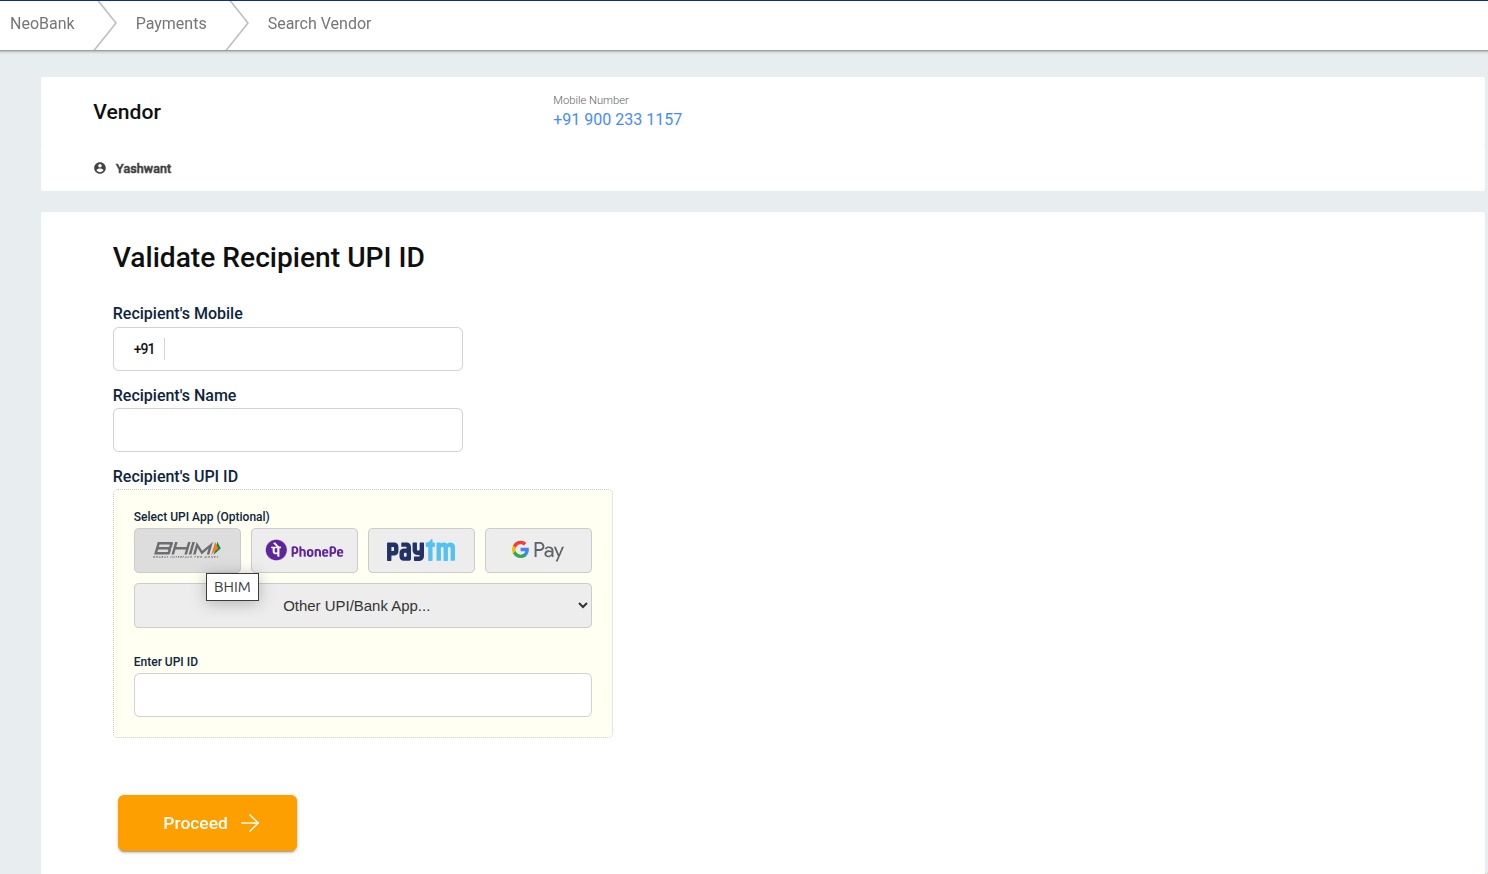 NeoBank
Payments
Search Vendor
Vendor
Mobile Number
+91 900 233 1157
Yashwant
Validate Recipient UPI ID
Recipient's Mobile
+91
Recipient's Name
Recipient's UPI ID
Select UPI App (Optional)
BHIM
PhonePe
paytm
G Pay
BHIM
Other UPI/Bank App...
Enter UPI ID
Proceed